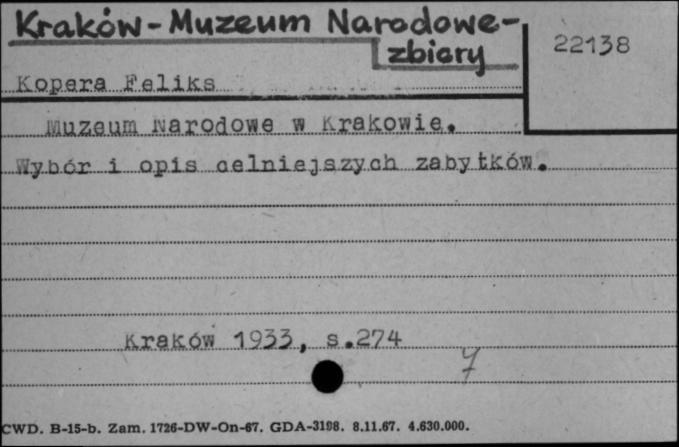 Kraków - Muzeum Narodowe-
zbiory
22138
Kopera Feliks
Muzeum Narodowe w Krakowie.
Wybór i opis celniejszych zabytków.
Kraków 1933, s.274
y
CWD. B-15-b. Zam. 1726-DW-On-67. GDA-3198. 8.11.67. 4.630.000.